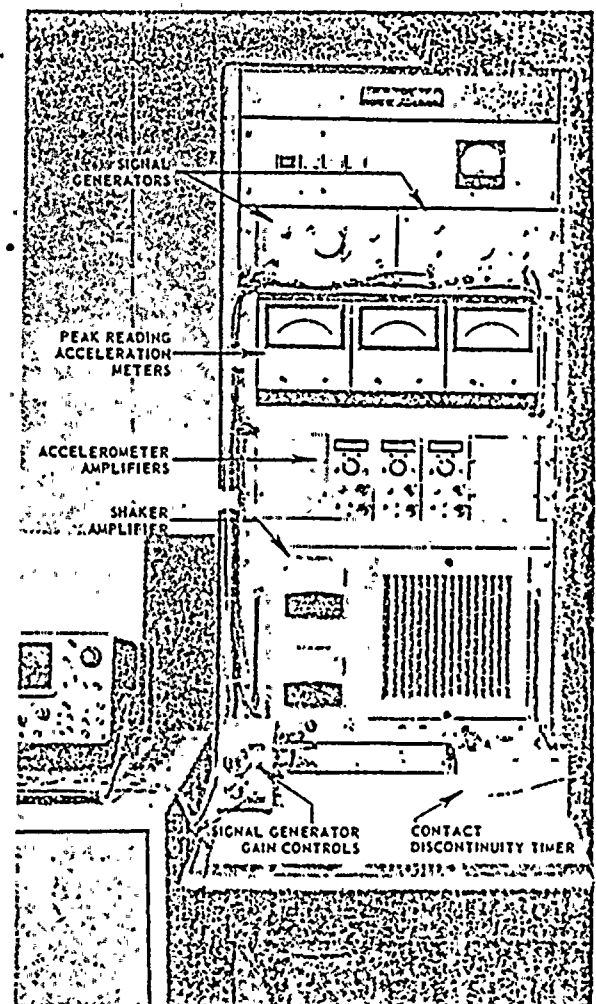 SIGNAL
GENERATORS
PEAK READING
ACCELERATION
METERS
ACCELEROMETER
AMPLIFIERS
SHAKER
AMPLIFIER
SIGNAL GENERATOR
GAIN CONTROLS
CONTACT
DISCONTINUITY TIMER